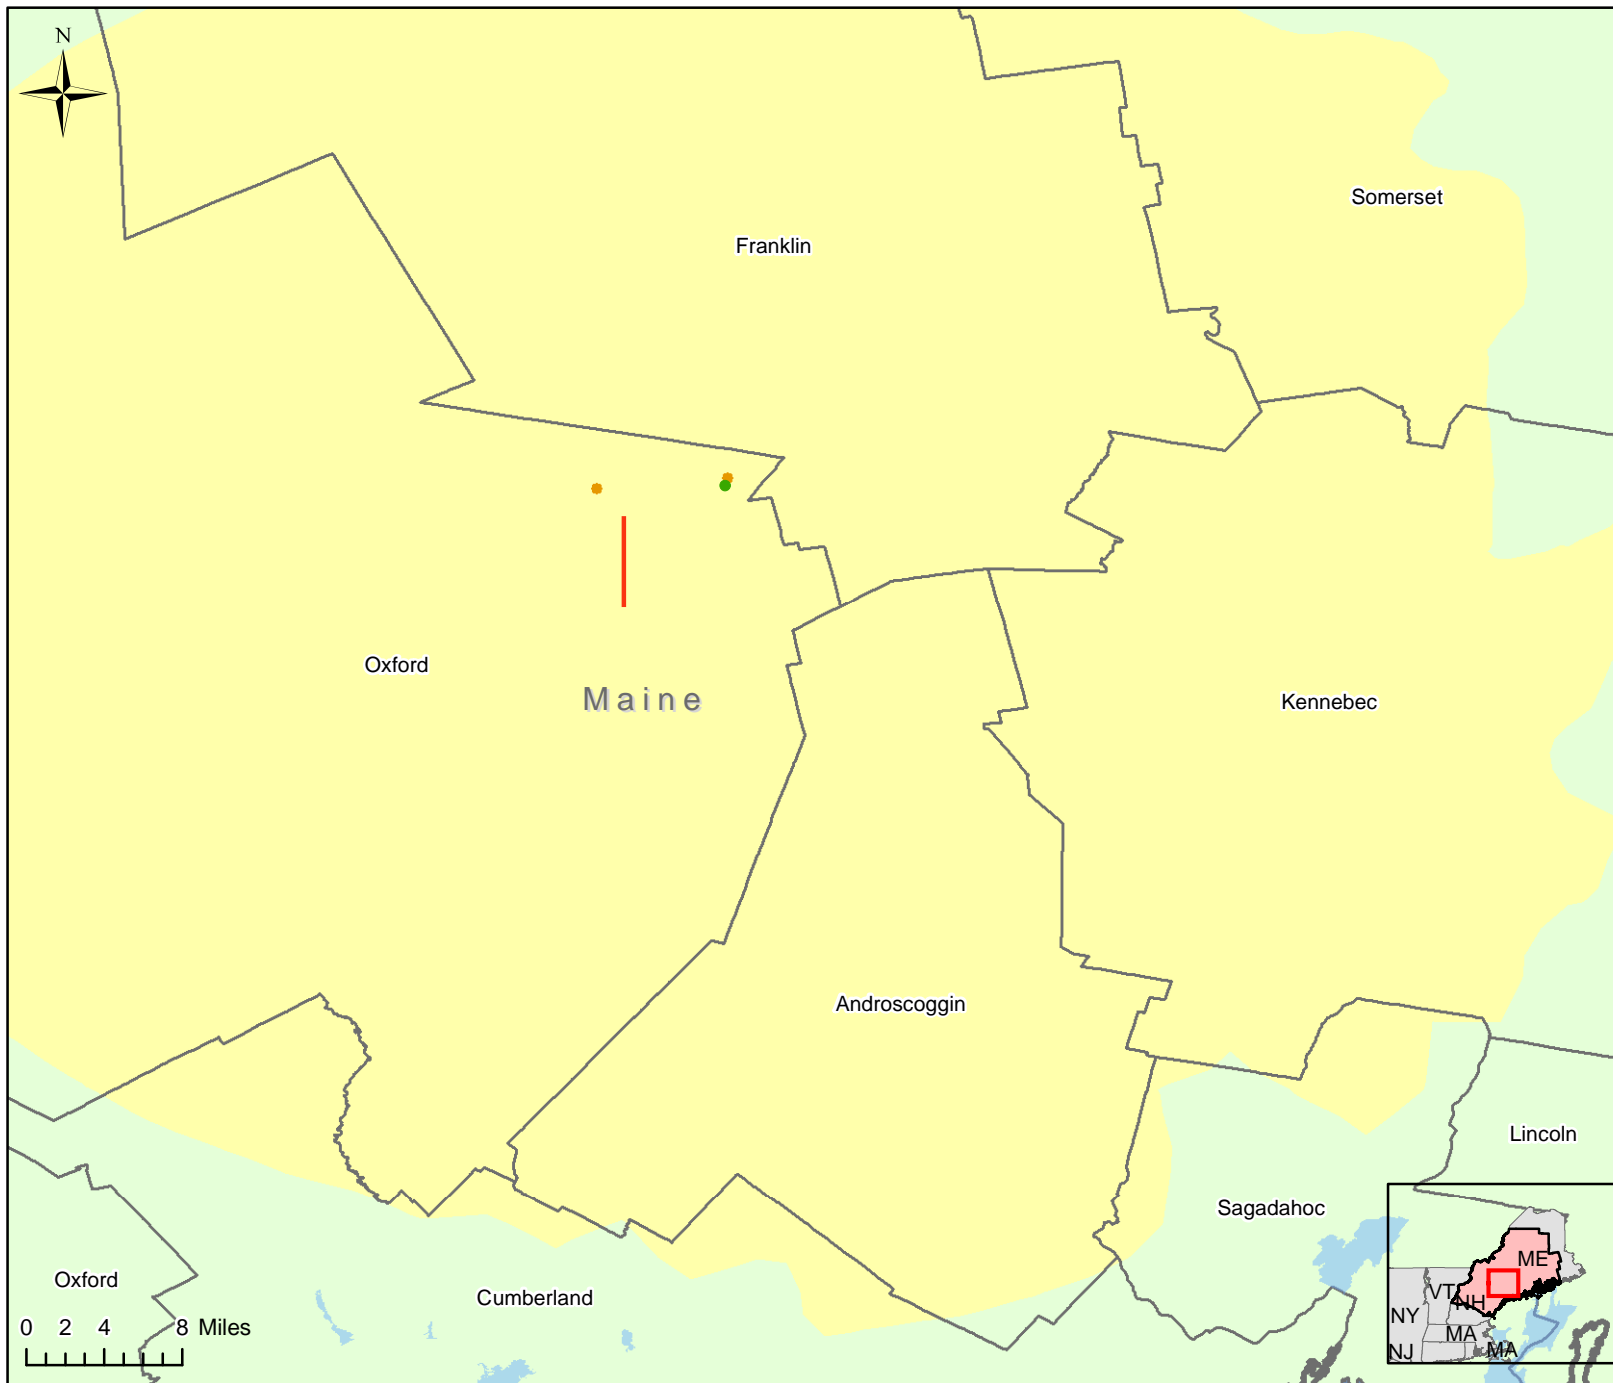 N
Somerset
Franklin
Oxford
Maine
Kennebec
Androscoggin
Lincoln
Sagadahoc
Oxford
Cumberland
0 2 4 8 Miles
ME
VT
NH
NY
MA
NJ
MA